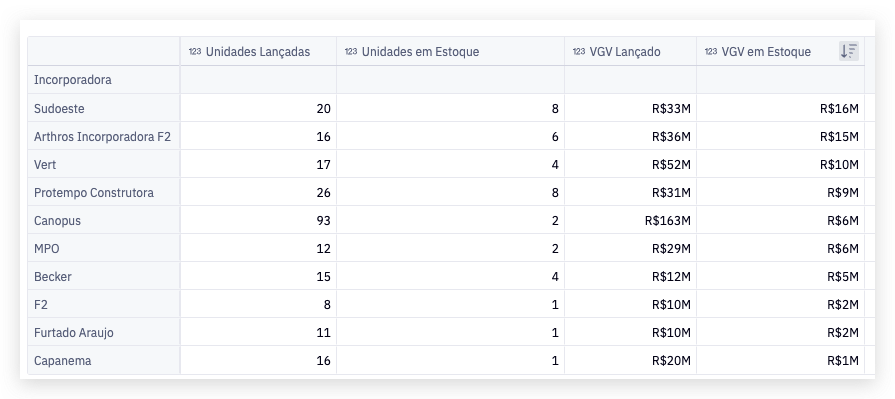 123 Unidades Lançadas 123 Unidades em Estoque 123 VGV Lançado 123 VGV em Estoque
Incorporadora
Sudoeste 20 8 R$33M R$16M
Arthros Incorporadora F2 16 6 R$36M R$15M
Vert 17 4 R$52M R$10M
Protempo Construtora 26 8 R$31M R$9M
Canopus 93 2 R$163M R$6M
MPO 12 2 R$29M R$6M
Becker 15 4 R$12M R$5M
F2 8 1 R$10M R$2M
Furtado Araujo 11 1 R$10M R$2M
Capanema 16 1 R$20M R$1M